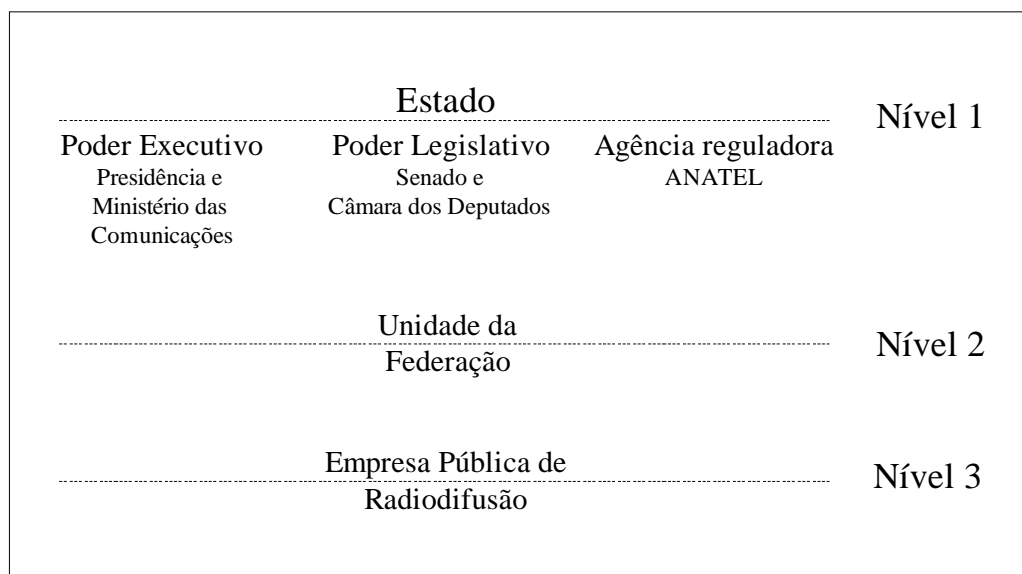 Estado
Nível 1
Poder Executivo
Presidência e
Ministério das
Comunicações
Poder Legislativo
Senado e
Câmara dos Deputados
Agência reguladora
ANATEL
Unidade da
Federação
Nível 2
Empresa Pública de
Radiodifusão
Nível 3